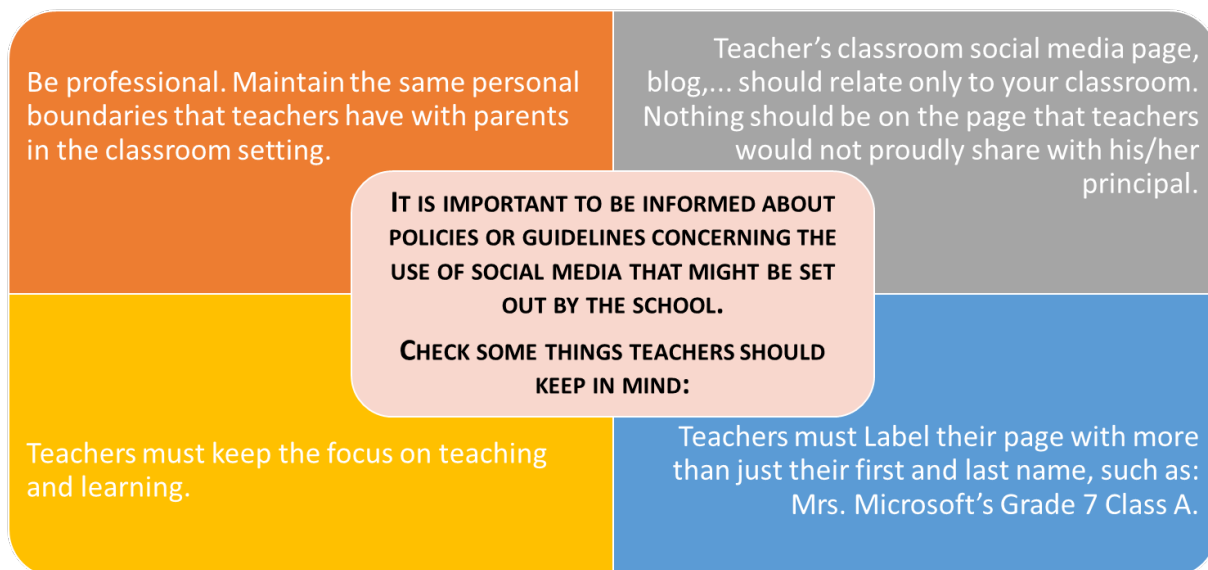 Be professional. Maintain the same personal
boundaries that teachers have with parents
in the classroom setting.
Teacher’s classroom social media page,
blog,... should relate only to your classroom.
Nothing should be on the page that teachers
would not proudly share with his/her
principal.
IT IS IMPORTANT TO BE INFORMED ABOUT
POLICIES OR GUIDELINES CONCERNING THE
USE OF SOCIAL MEDIA THAT MIGHT BE SET
OUT BY THE SCHOOL.
CHECK SOME THINGS TEACHERS SHOULD
KEEP IN MIND:
Teachers must keep the focus on teaching
and learning.
Teachers must Label their page with more
than just their first and last name, such as:
Mrs. Microsoft’s Grade 7 Class A.